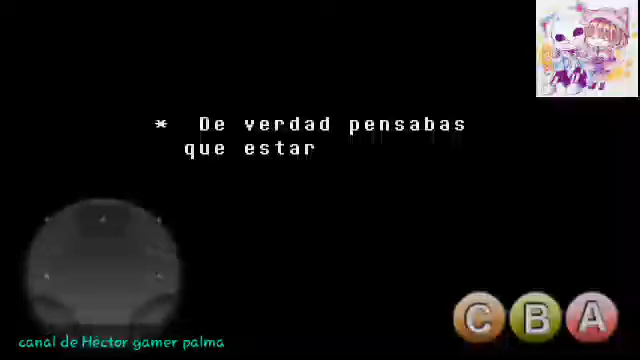 * De verdad pensabas
que estar
C B A
canal de Héctor gamer palma